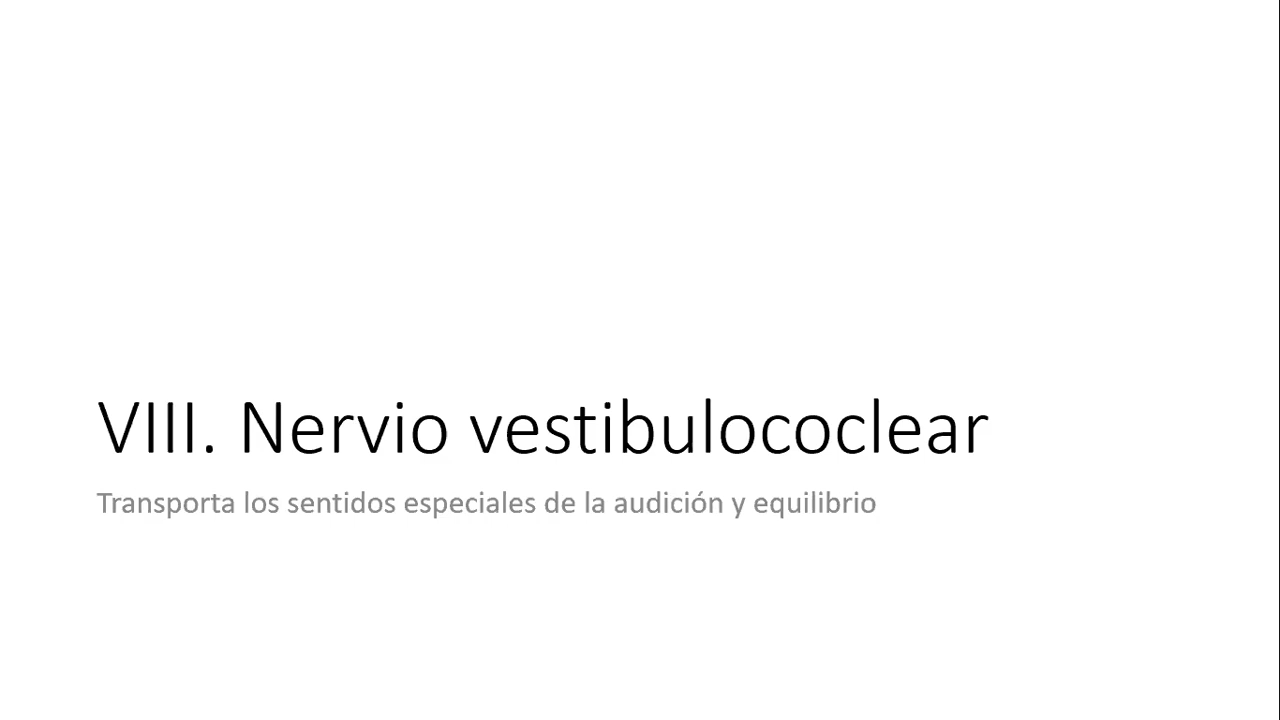 VIII. Nervio vestibulococlear
Transporta los sentidos especiales de la audición y equilibrio